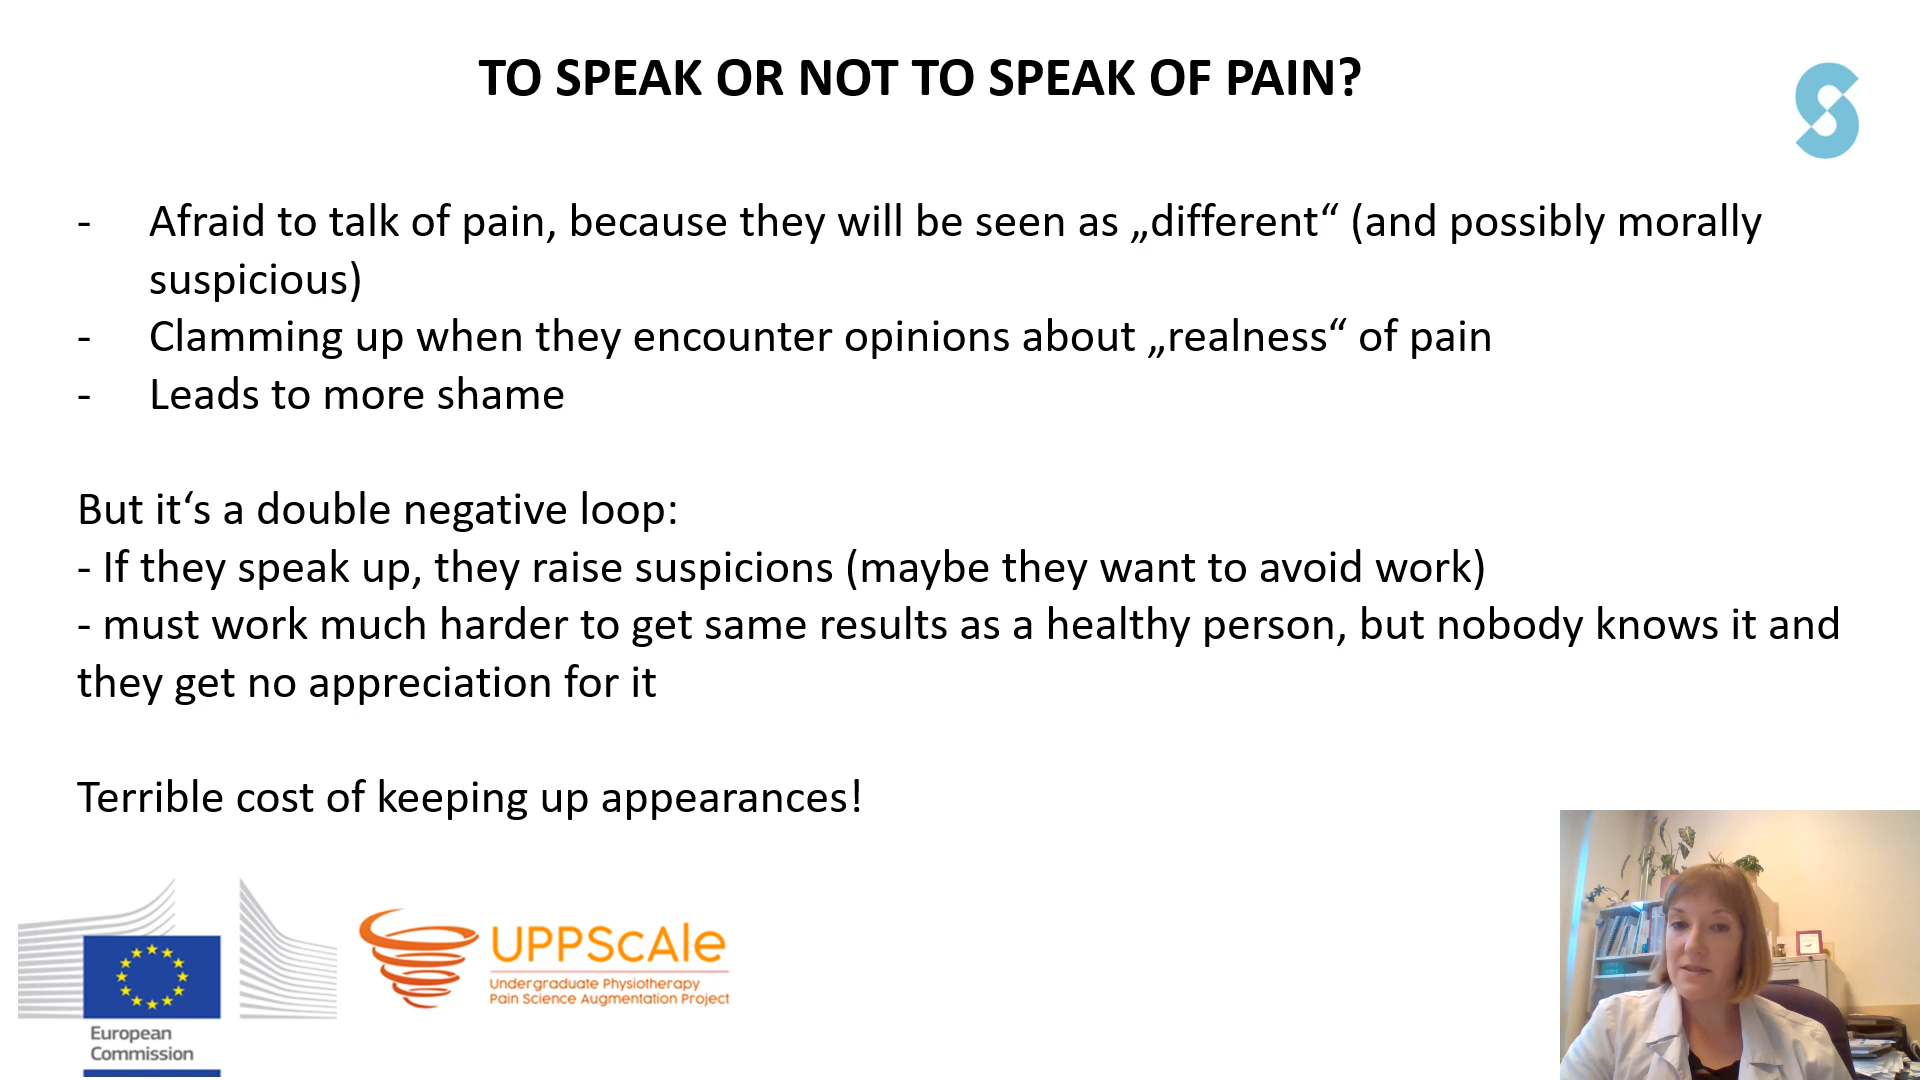 TO SPEAK OR NOT TO SPEAK OF PAIN?
- Afraid to talk of pain, because they will be seen as „different“ (and possibly morally
suspicious)
- Clamming up when they encounter opinions about „realness“ of pain
- Leads to more shame
But it‘s a double negative loop:
- If they speak up, they raise suspicions (maybe they want to avoid work)
- must work much harder to get same results as a healthy person, but nobody knows it and
they get no appreciation for it
Terrible cost of keeping up appearances!
European
Commission
UPPScAle
Undergraduate Physiotherapy
Pain Science Augmentation Project